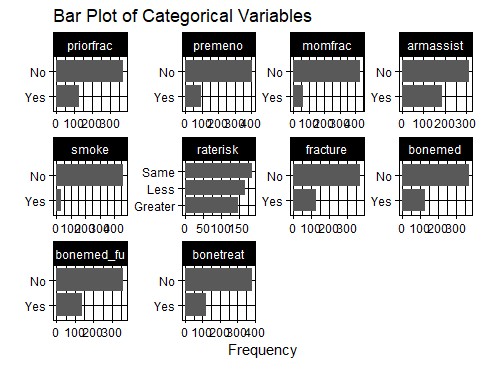 Bar Plot of Categorical Variables
priorfrac premeno momfrac armassist
No No No No
Yes Yes Yes Yes
0 100 200 300 0 100 200 300 400 0 100 200 300 400 0 100 200 300
smoke raterisk fracture bonemed
No Same No No
Yes Less Yes Yes
Greater
0 100 200 300 400 0 50 100 150 0 100 200 300 0 100 200 300
bonemed_fu bonetreat
No No
Yes Yes
0 100 200 300 0 100 200 300 400
Frequency